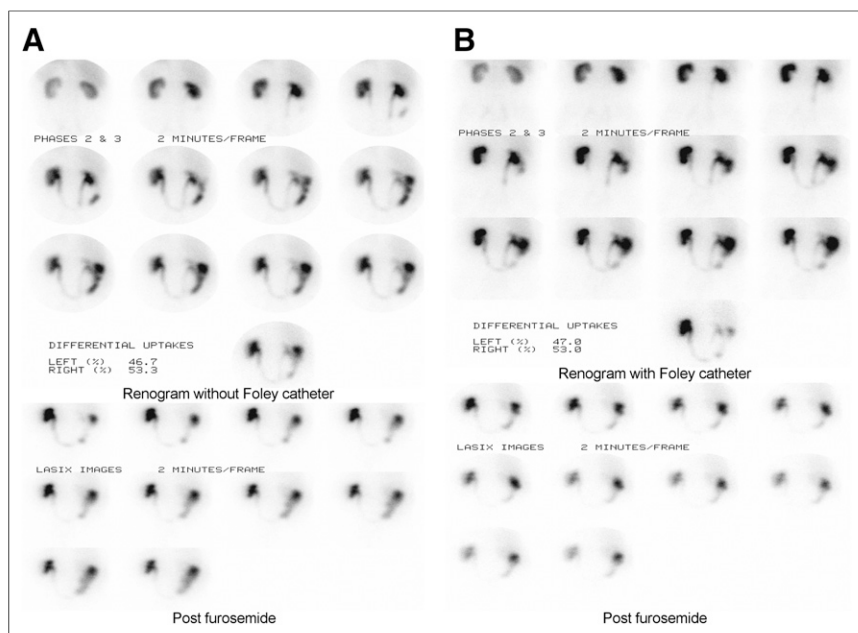 A
B
PHASES 2 & 3 2 MINUTES/FRAME
DIFFERENTIAL UPTAKES
LEFT (%) 46.7
RIGHT (%) 53.3
Renogram without Foley catheter
LASIX IMAGES 2 MINUTES/FRAME
Post furosemide
PHASES 2 & 3 2 MINUTES/FRAME
DIFFERENTIAL UPTAKES
LEFT (%) 47.0
RIGHT (%) 53.0
Renogram with Foley catheter
LASIX IMAGES 2 MINUTES/FRAME
Post furosemide